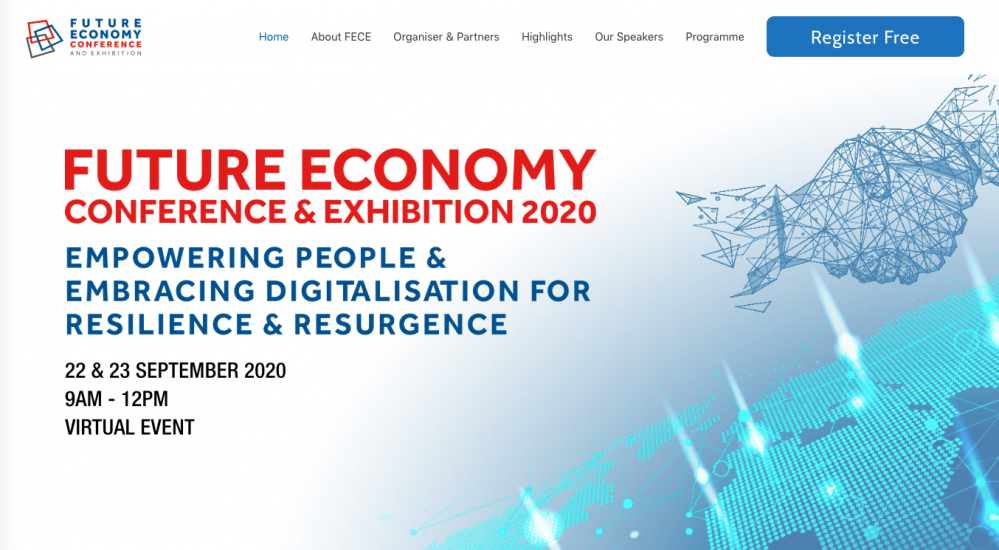 FUTURE
ECONOMY
CONFERENCE
AND EXHIBITION
Home About FECE Organiser & Partners Highlights Our Speakers Programme Register Free
FUTURE ECONOMY
CONFERENCE & EXHIBITION 2020
EMPOWERING PEOPLE &
EMBRACING DIGITALISATION FOR
RESILIENCE & RESURGENCE
22 & 23 SEPTEMBER 2020
9AM - 12PM
VIRTUAL EVENT